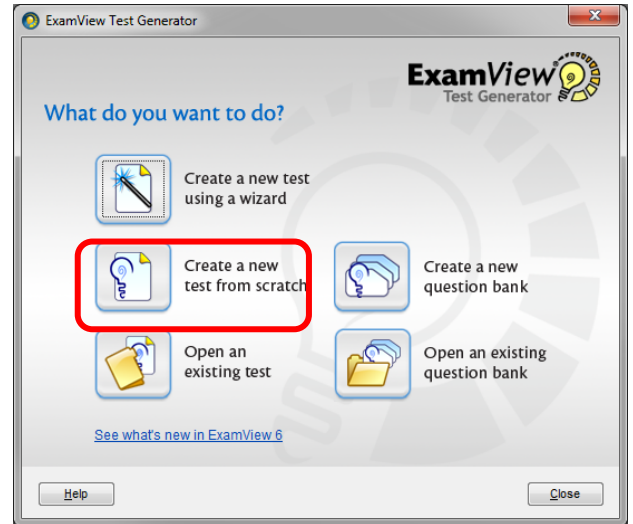 ExamView Test Generator
ExamView
Test Generator
What do you want to do?
Create a new test
using a wizard
Create a new
test from scratch
Create a new
question bank
Open an
existing test
Open an existing
question bank
See what's new in ExamView 6
Help
Close